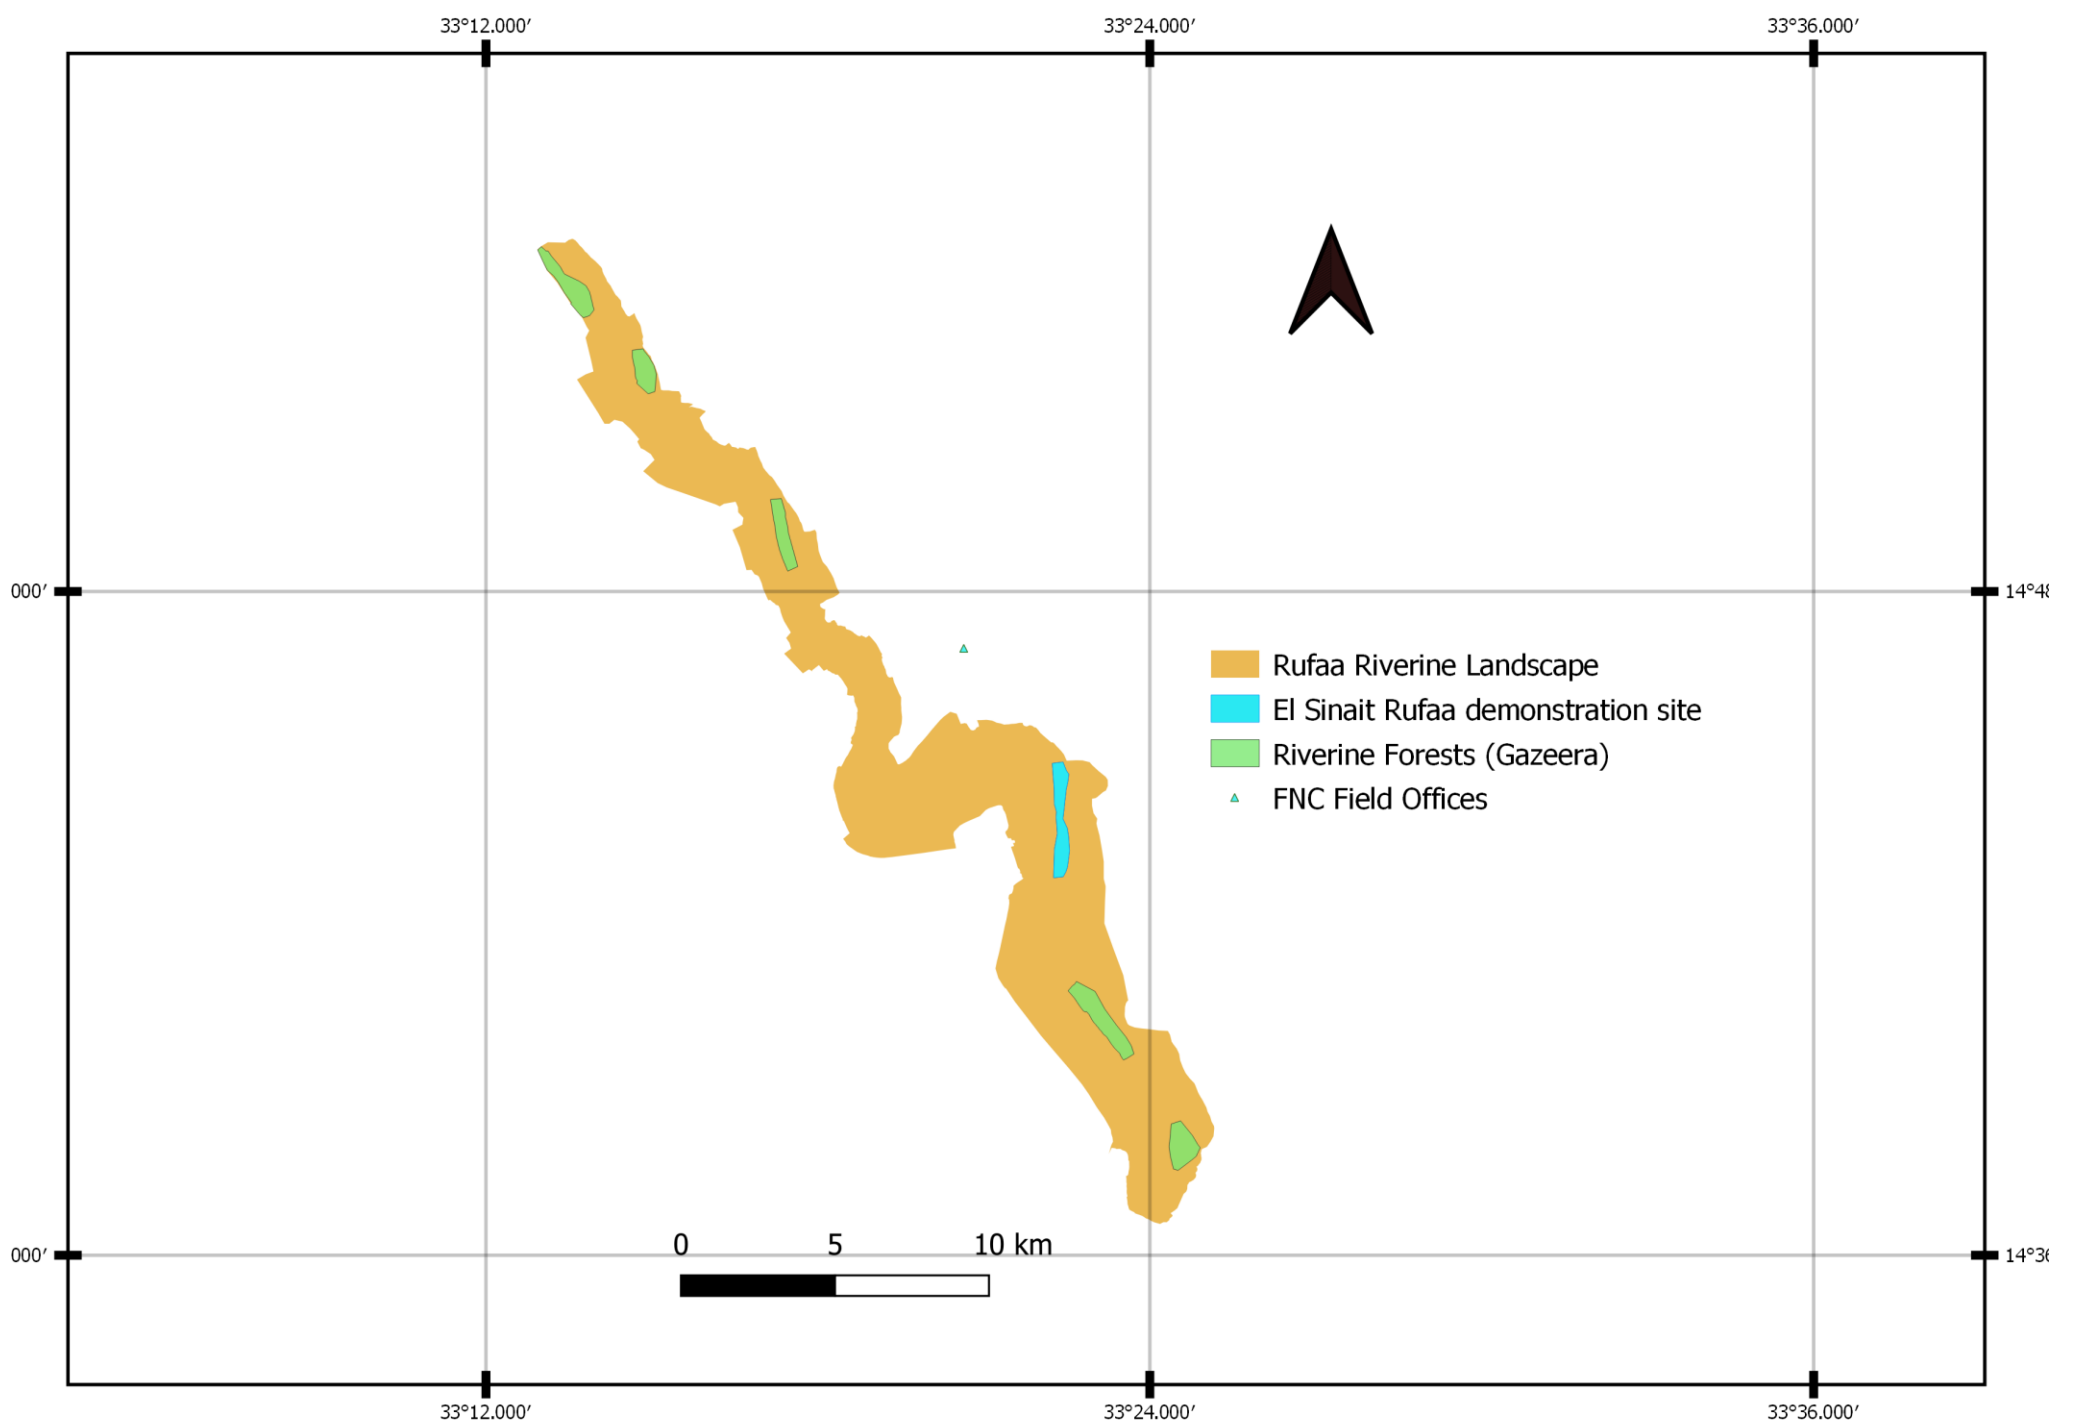 33°12.000′ 33°24.000′ 33°36.000′
000′ 14°48
Rufaa Riverine Landscape
El Sinait Rufaa demonstration site
Riverine Forests (Gazeera)
FNC Field Offices
0 5 10 km
000′ 14°36
33°12.000′ 33°24.000′ 33°36.000′